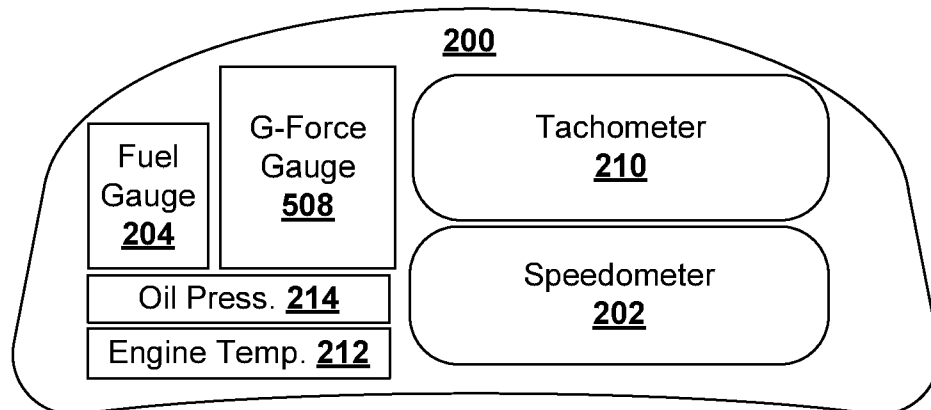 200
Fuel
Gauge
204
G-Force
Gauge
508
Tachometer
210
Oil Press. 214
Engine Temp. 212
Speedometer
202